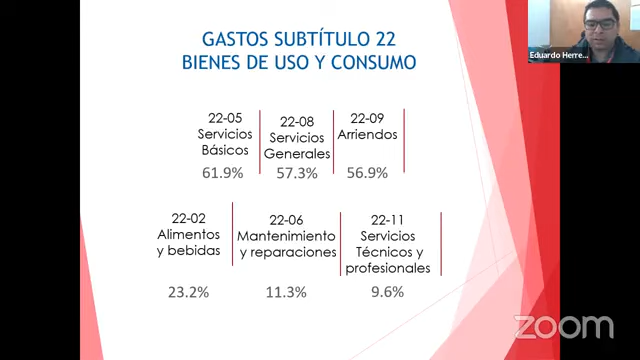 GASTOS SUBTÍTULO 22
BIENES DE USO Y CONSUMO
22-05
Servicios
Básicos
61.9%
22-08
Servicios
Generales
57.3%
22-09
Arriendos
56.9%
22-02
Alimentos
y bebidas
23.2%
22-06
Mantenimiento
y reparaciones
11.3%
22-11
Servicios
Técnicos y
profesionales
9.6%
Eduardo Herre...
zoom